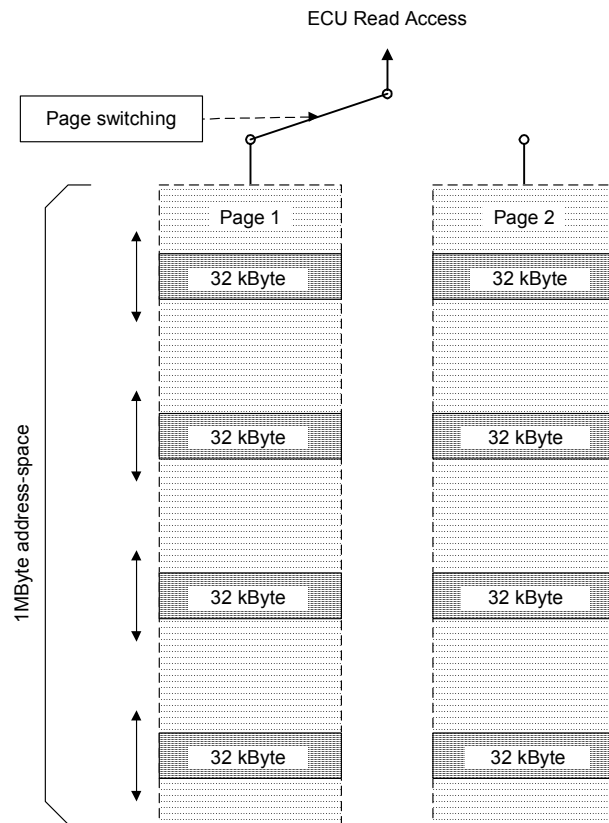 ECU Read Access
Page switching
Page 1
Page 2
32 kByte
32 kByte
32 kByte
32 kByte
32 kByte
32 kByte
32 kByte
32 kByte
1MByte address-space